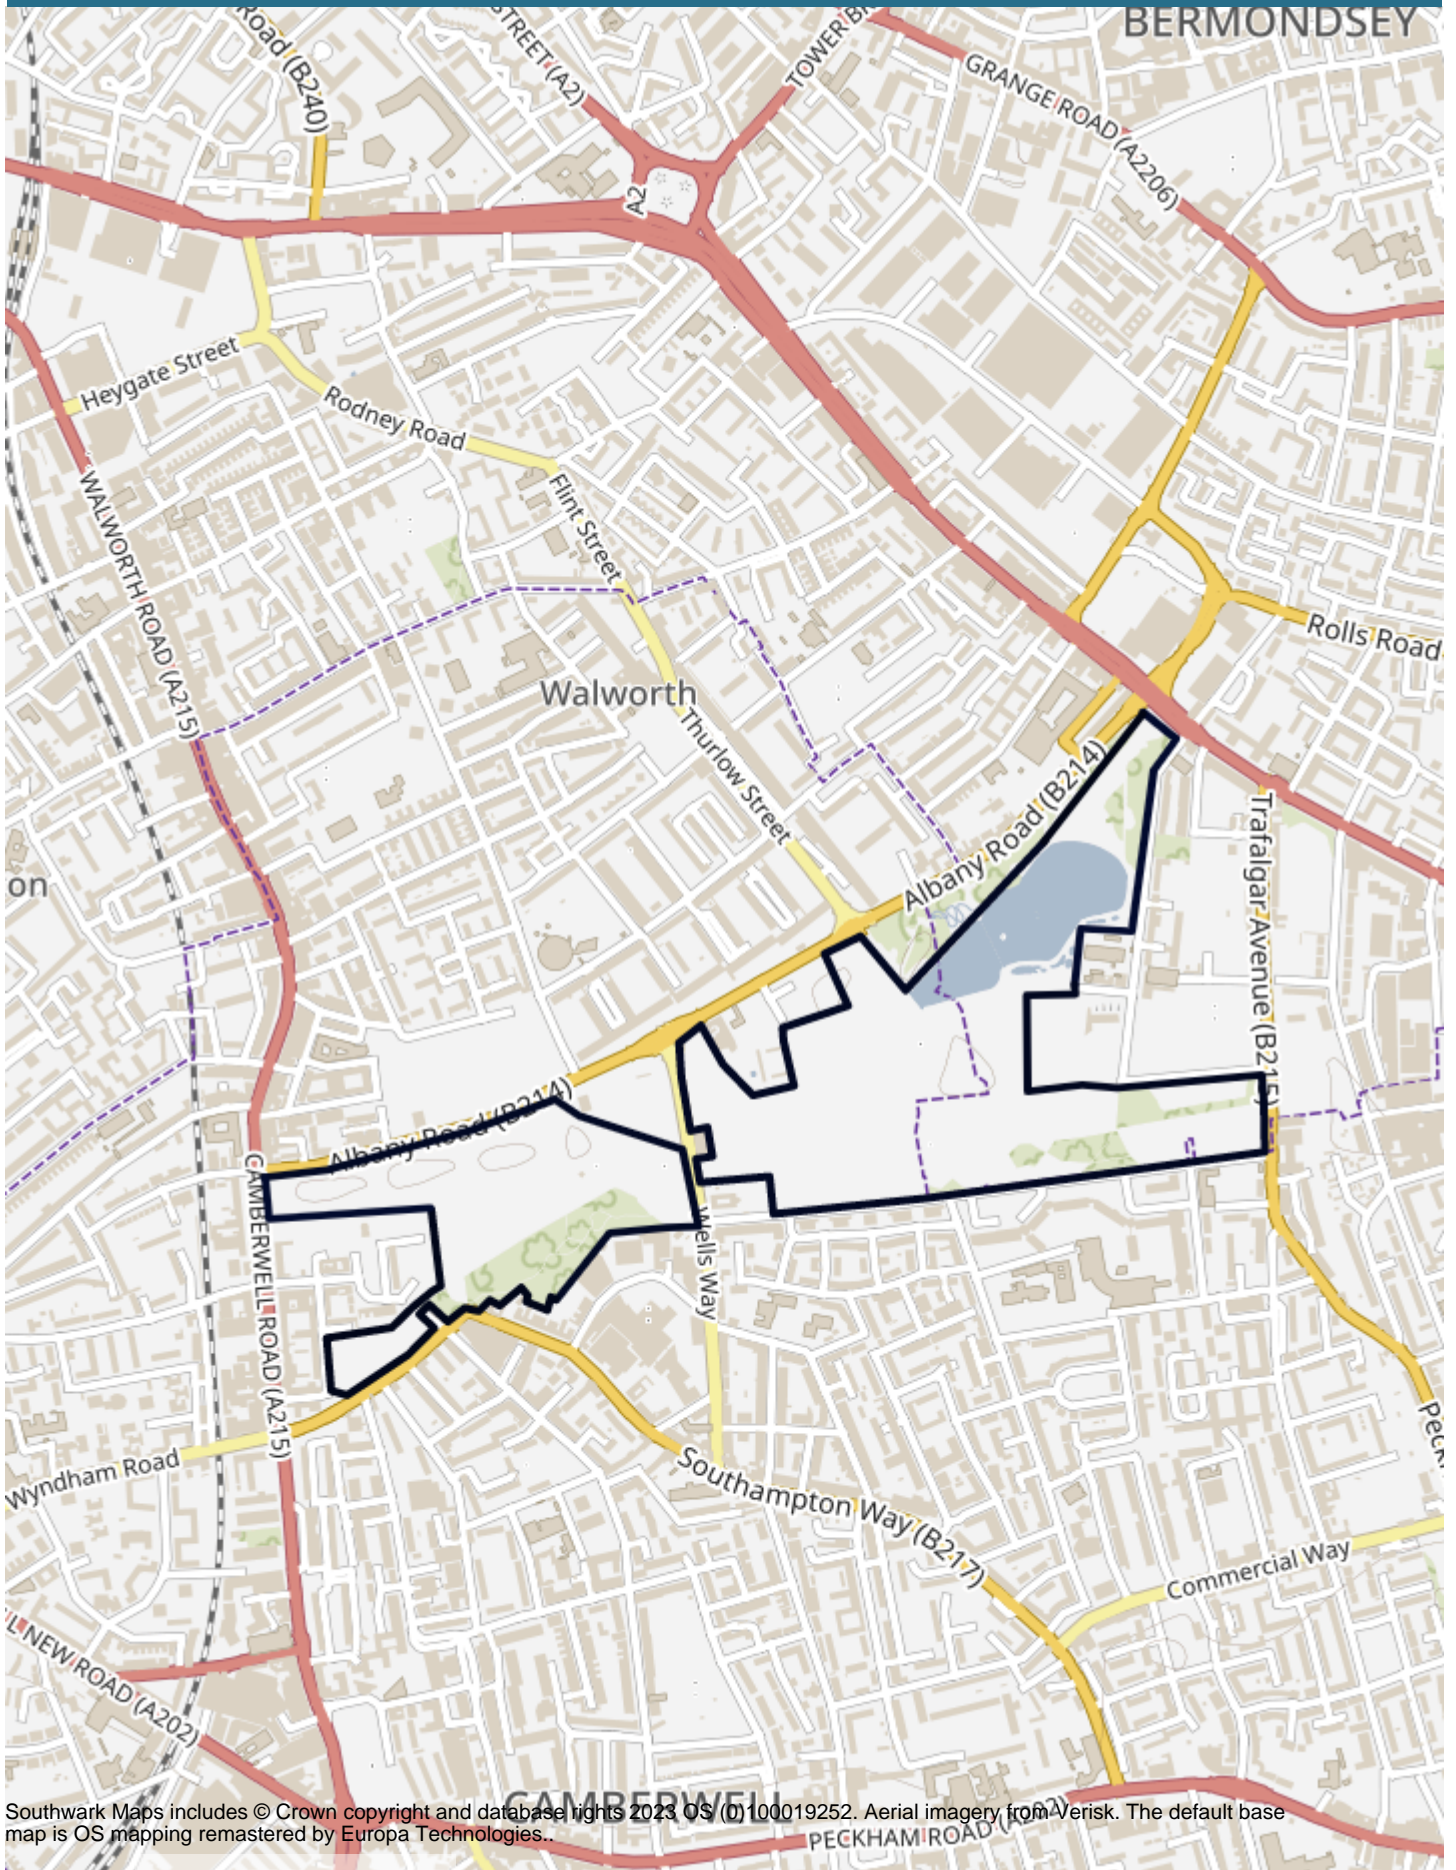 BERMONDSEY
Road (B240)
STREET (A2)
TOWER BR
GRANGE ROAD (A2206)
A2
Heygate Street
Rodney Road
WALWORTH ROAD (A215)
Flint Street
Rolls Road
Walworth
Thurlow Street
Albany Road (B214)
Trafalgar Avenue (B215)
on
Albany Road (B214)
CAMBERWELL ROAD (A215)
Wells Way
Wyndham Road
Southampton Way (B217)
Peck
Commercial Way
L NEW ROAD (A202)
CAMBERWELL
PECKHAM ROAD (A202)
Southwark Maps includes © Crown copyright and database rights 2023 OS (0)100019252. Aerial imagery from Verisk. The default base
map is OS mapping remastered by Europa Technologies..